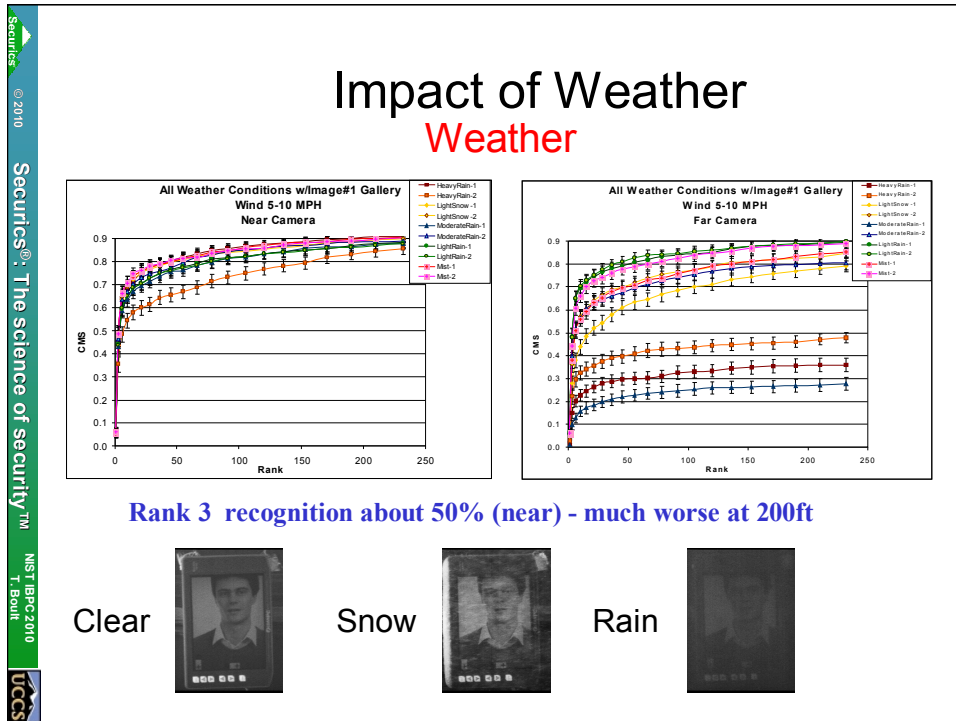 Impact of Weather
Weather
All Weather Conditions w/Image#1 Gallery
Wind 5-10 MPH
Near Camera
HeavyRain-1
HeavyRain-2
LightSnow -1
LightSnow -2
ModerateRain-1
ModerateRain-2
LightRain-1
LightRain-2
Mist-1
Mist-2
CMS
0.9
0.8
0.7
0.6
0.5
0.4
0.3
0.2
0.1
0.0
0 50 100 150 200 250
Rank
All Weather Conditions w/Image#1 Gallery
Wind 5-10 MPH
Far Camera
HeavyRain-1
HeavyRain-2
LightSnow -1
LightSnow -2
ModerateRain-1
ModerateRain-2
LightRain-1
LightRain-2
Mist-1
Mist-2
CMS
0.9
0.8
0.7
0.6
0.5
0.4
0.3
0.2
0.1
0.0
0 50 100 150 200 250
Rank
Rank 3 recognition about 50% (near) - much worse at 200ft
Clear
Snow
Rain
Securics
© 2010
Securics®: The science of security™
NIST IBPC 2010
T. Boult
UCCS